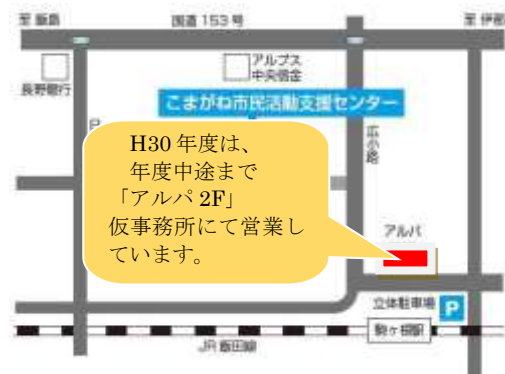 至 飯島
国道 153 号
至 伊那
長野銀行
アルプス
中央信金
こまがね市民活動支援センター
広小路
H30 年度は、
年度中途まで
「アルパ 2F」
仮事務所にて営業し
ています。
アルパ
立体駐車場 P
駒ヶ根駅
JR 飯田線